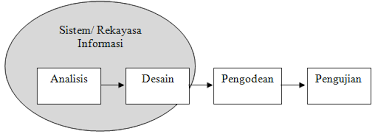 Sistem/ Rekayasa
Informasi
Analisis
Desain
Pengodean
Pengujian